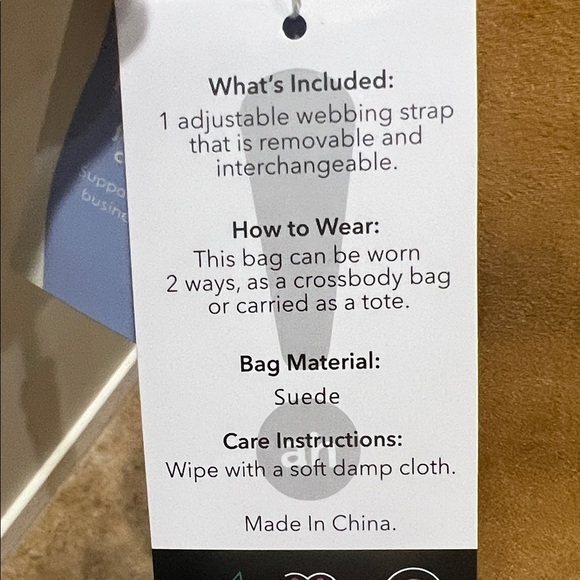 What's Included:
1 adjustable webbing strap
that is removable and
interchangeable.
How to Wear:
This bag can be worn
2 ways, as a crossbody bag
or carried as a tote.
Bag Material:
Suede
Care Instructions:
ah
Wipe with a soft damp cloth.
Made In China.